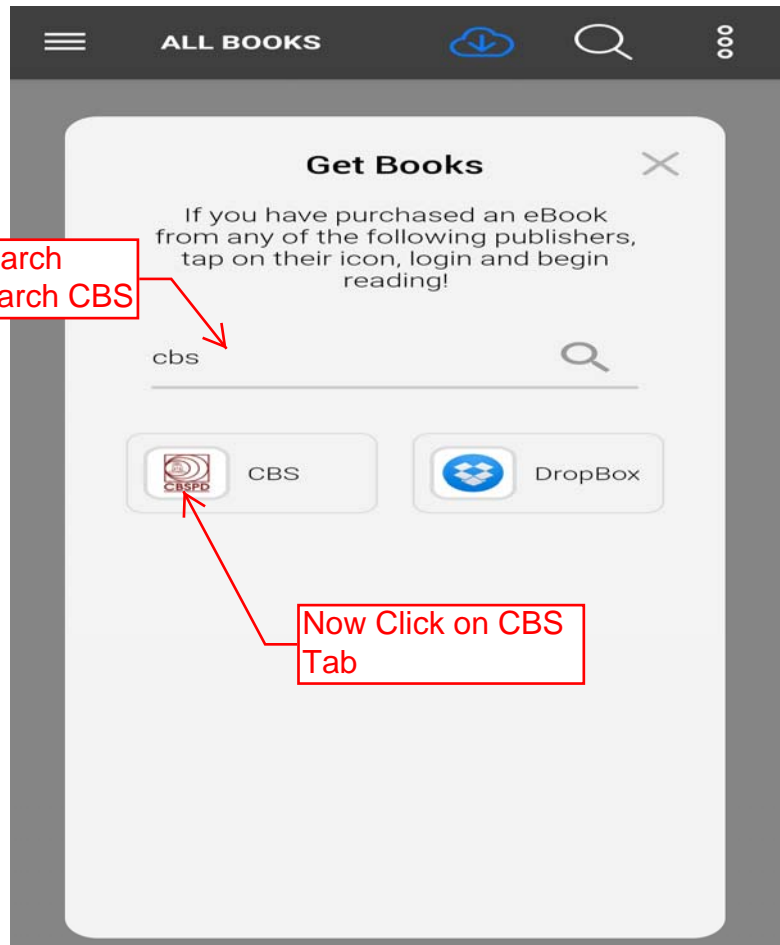 ALL BOOKS
Get Books
If you have purchased an eBook
from any of the following publishers,
tap on their icon, login and begin
reading!
arch
arch CBS
cbs
CBSPD
CBS
DropBox
Now Click on CBS
Tab